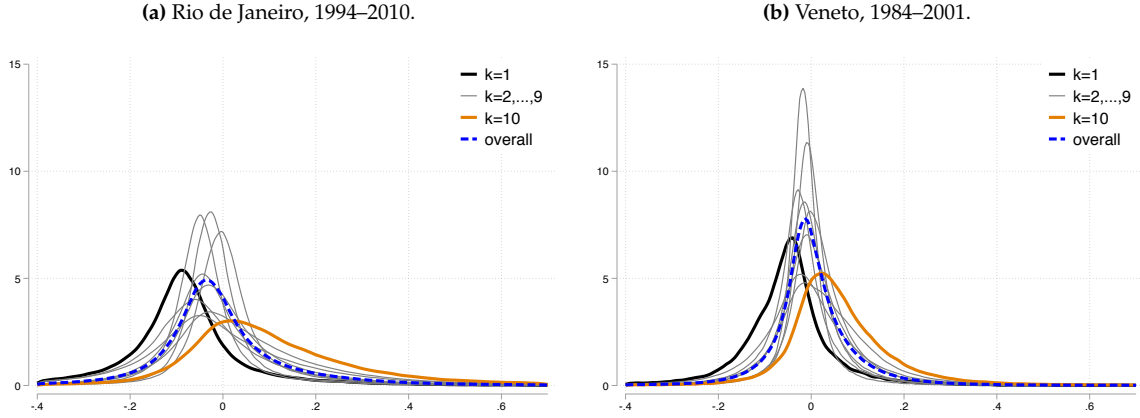 (a) Rio de Janeiro, 1994–2010.
15
10
5
0
-.4 -.2 0 .2 .4 .6
k=1
k=2,...,9
k=10
overall
(b) Veneto, 1984–2001.
15
10
5
0
-.4 -.2 0 .2 .4 .6
k=1
k=2,...,9
k=10
overall